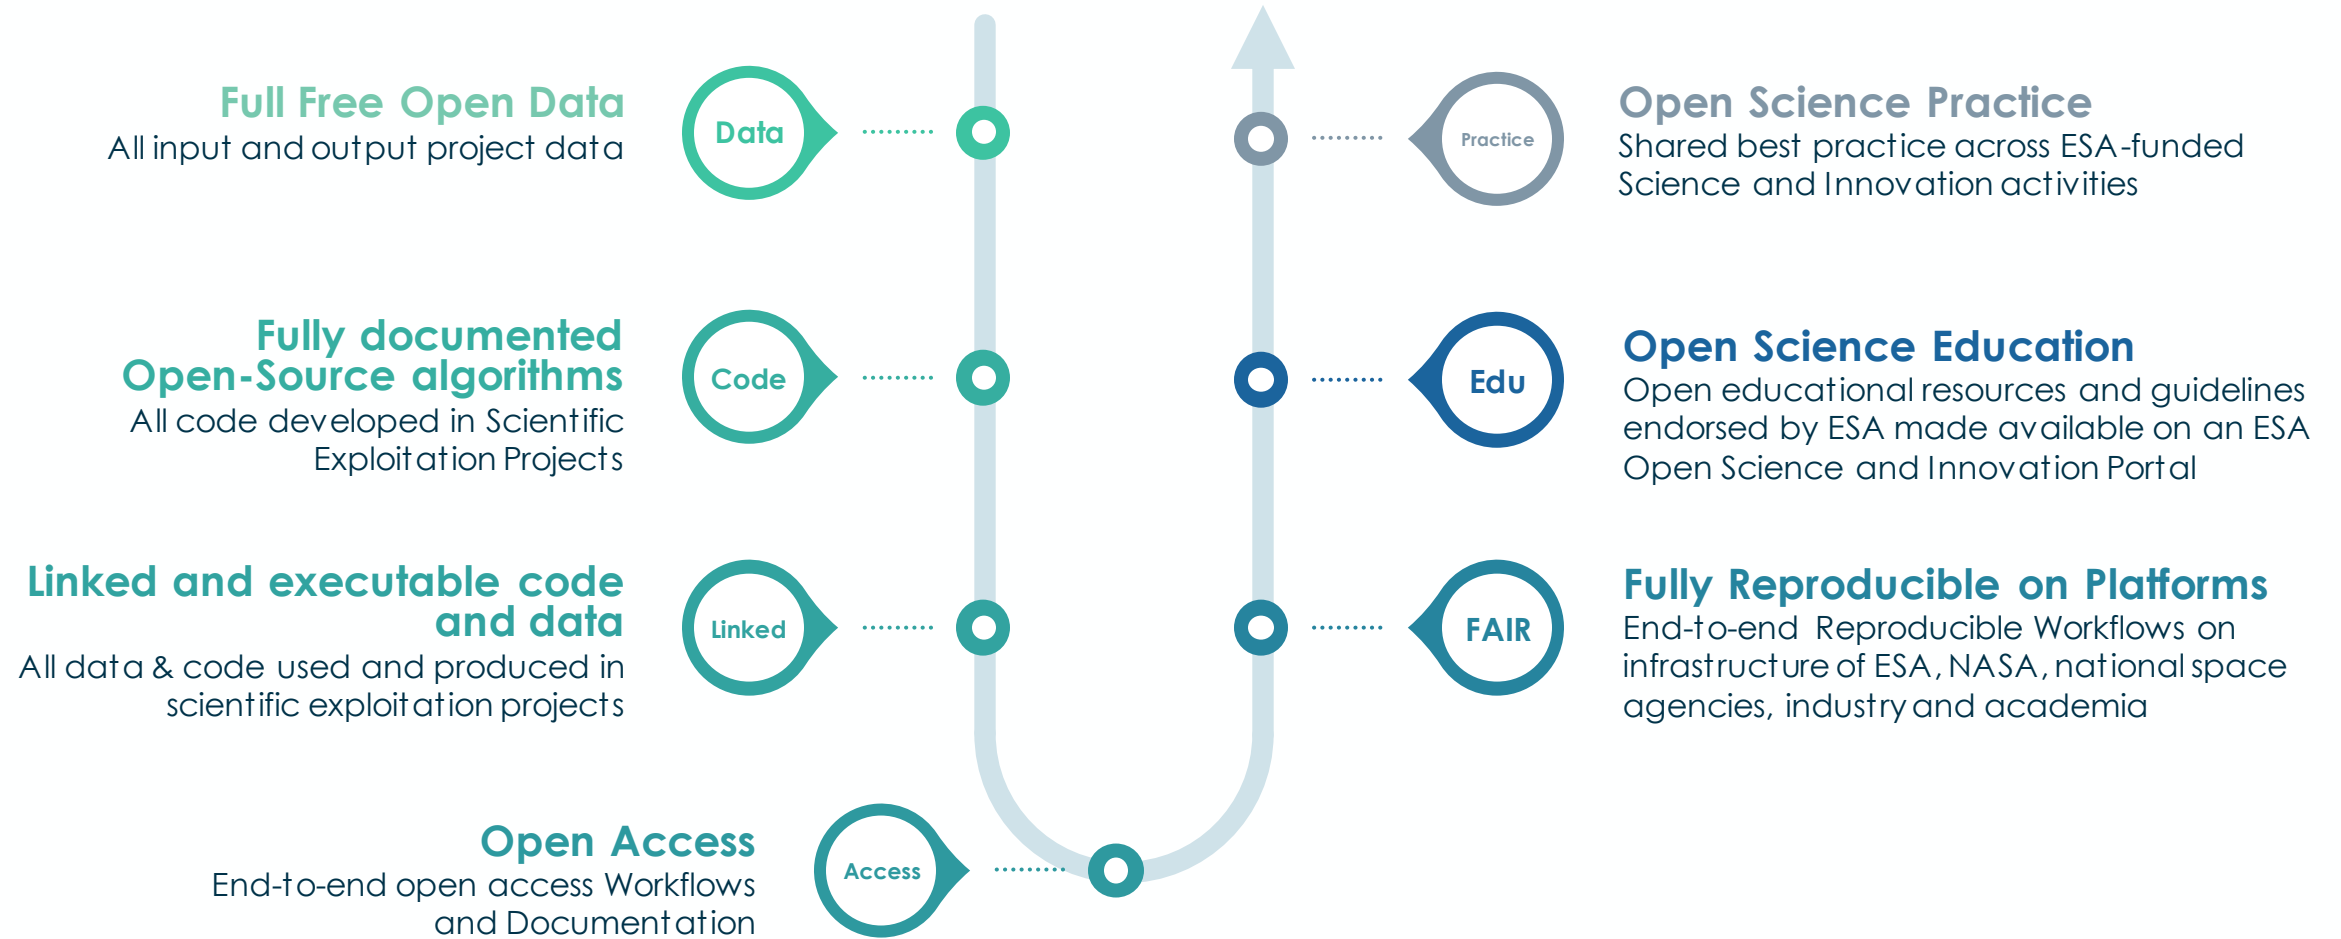 Full Free Open Data
All input and output project data
Data
Fully documented
Open-Source algorithms
All code developed in Scientific
Exploitation Projects
Code
Linked and executable code
and data
All data & code used and produced in
scientific exploitation projects
Linked
Open Access
End-to-end open access Workflows
and Documentation
Access
FAIR
Fully Reproducible on Platforms
End-to-end Reproducible Workflows on
infrastructure of ESA, NASA, national space
agencies, industry and academia
Edu
Open Science Education
Open educational resources and guidelines
endorsed by ESA made available on an ESA
Open Science and Innovation Portal
Practice
Open Science Practice
Shared best practice across ESA-funded
Science and Innovation activities